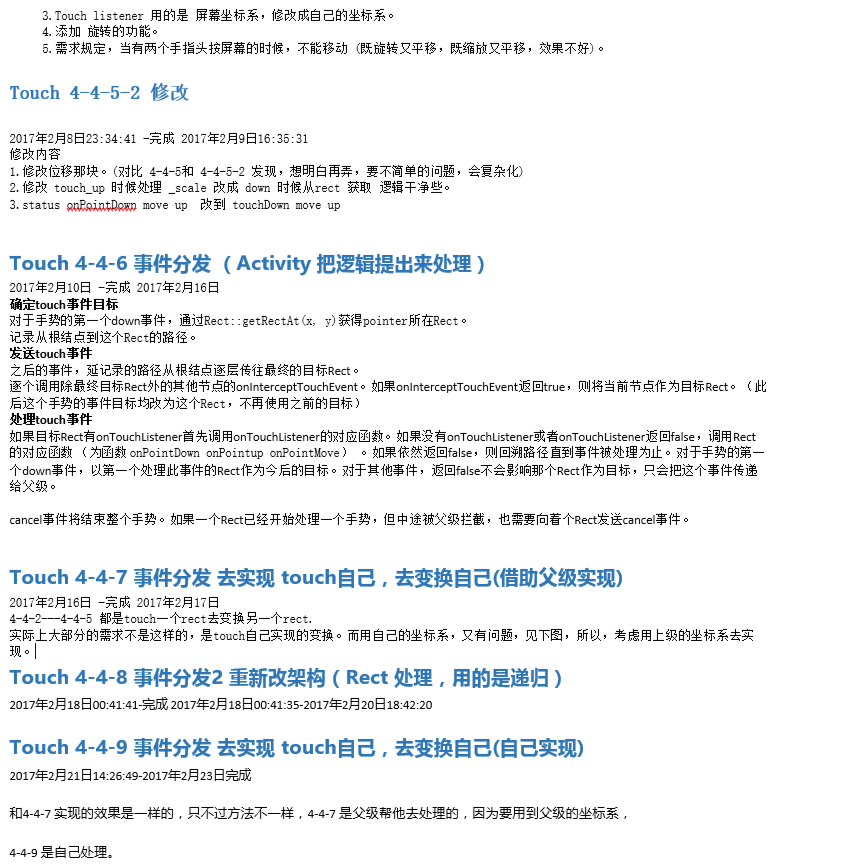 3.Touch listener 用的是 屏幕坐标系，修改成自己的坐标系。
4.添加 旋转的功能。
5.需求规定，当有两个手指头按屏幕的时候，不能移动 (既旋转又平移，既缩放又平移，效果不好)。
Touch 4-4-5-2 修改
2017年2月8日23:34:41 -完成 2017年2月9日16:35:31
修改内容
1.修改位移那块。(对比 4-4-5和 4-4-5-2 发现，想明白再弄，要不简单的问题，会复杂化)
2.修改 touch_up 时候处理 _scale 改成 down 时候从rect 获取 逻辑干净些。
3.status onPointDown move up  改到 touchDown move up
Touch 4-4-6 事件分发 （Activity 把逻辑提出来处理）
2017年2月10日 -完成 2017年2月16日
确定touch事件目标
对于手势的第一个down事件，通过Rect::getRectAt(x, y)获得pointer所在Rect。
记录从根结点到这个Rect的路径。
发送touch事件
之后的事件，延记录的路径从根结点逐层传往最终的目标Rect。
逐个调用除最终目标Rect外的其他节点的onInterceptTouchEvent。如果onInterceptTouchEvent返回true，则将当前节点作为目标Rect。（此
后这个手势的事件目标均改为这个Rect，不再使用之前的目标）
处理touch事件
如果目标Rect有onTouchListener首先调用onTouchListener的对应函数。如果没有onTouchListener或者onTouchListener返回false，调用Rect
的对应函数（为函数 onPointDown onPointup onPointMove） 。如果依然返回false，则回溯路径直到事件被处理为止。对于手势的第一
个down事件，以第一个处理此事件的Rect作为今后的目标。对于其他事件，返回false不会影响那个Rect作为目标，只会把这个事件传递
给父级。
cancel事件将结束整个手势。如果一个Rect已经开始处理一个手势，但中途被父级拦截，也需要向着个Rect发送cancel事件。
Touch 4-4-7 事件分发 去实现 touch自己，去变换自己(借助父级实现)
2017年2月16日 -完成 2017年2月17日
4-4-2---4-4-5 都是touch一个rect去变换另一个rect.
实际上大部分的需求不是这样的，是touch自己实现的变换。而用自己的坐标系，又有问题，见下图，所以，考虑用上级的坐标系去实
现。
Touch 4-4-8 事件分发2 重新改架构（Rect 处理，用的是递归）
2017年2月18日00:41:41-完成 2017年2月18日00:41:35-2017年2月20日18:42:20
Touch 4-4-9 事件分发 去实现 touch自己，去变换自己(自己实现)
2017年2月21日14:26:49-2017年2月23日完成
和4-4-7 实现的效果是一样的，只不过方法不一样，4-4-7 是父级帮他去处理的，因为要用到父级的坐标系，
4-4-9 是自己处理。